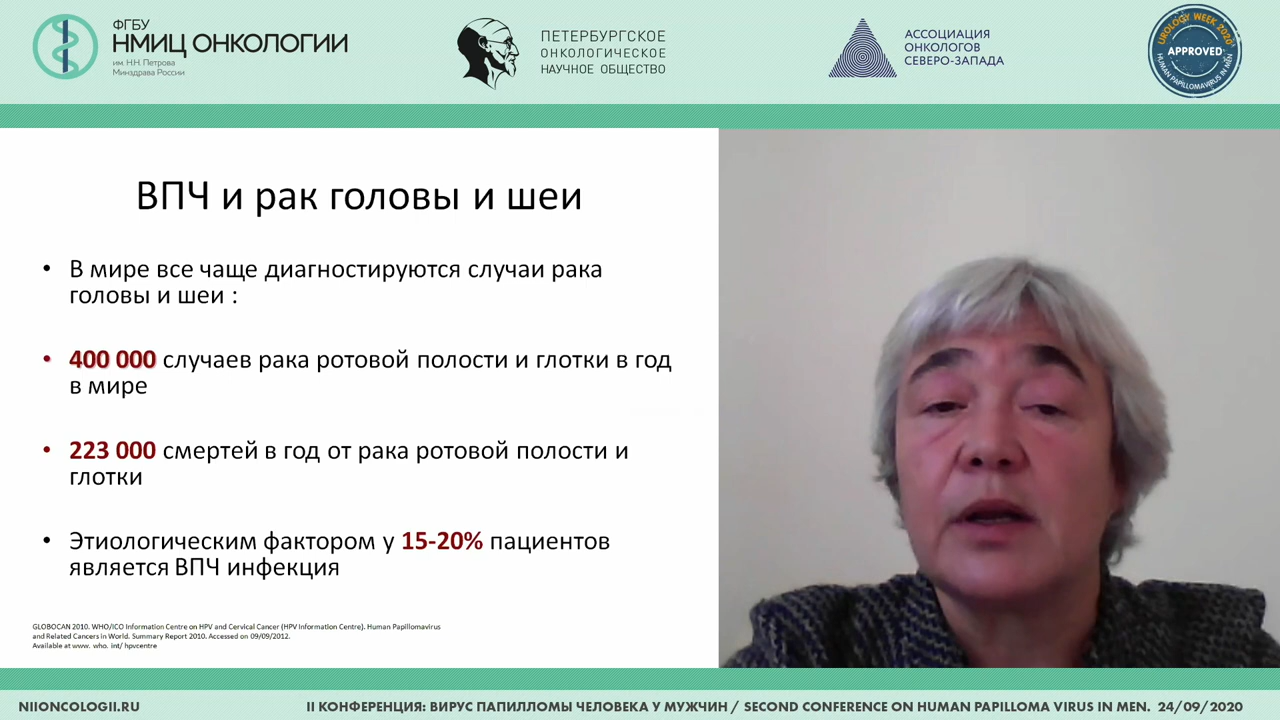 ФГБУ
НМИЦ ОНКОЛОГИИ
им. Н.Н. Петрова
Минздрава России
ПЕТЕРБУРГСКОЕ
ОНКОЛОГИЧЕСКОЕ
НАУЧНОЕ ОБЩЕСТВО
АССОЦИАЦИЯ
ОНКОЛОГОВ
СЕВЕРО-ЗАПАДА
UROLOGY WEEK 2020
APPROVED
HUMAN PAPILLOMAVIRUS IN MEN
ВПЧ и рак головы и шеи
• В мире все чаще диагностируются случаи рака
головы и шеи :
• 400 000 случаев рака ротовой полости и глотки в год
в мире
• 223 000 смертей в год от рака ротовой полости и
глотки
• Этиологическим фактором у 15-20% пациентов
является ВПЧ инфекция
GLOBOCAN 2010. WHO/ICO Information Centre on HPV and Cervical Cancer (HPV Information Centre). Human Papillomavirus
and Related Cancers in World. Summary Report 2010. Accessed on 09/09/2012.
Available at www. who. int/ hpvcentre
NIIONCOLOGII.RU
II КОНФЕРЕНЦИЯ: ВИРУС ПАПИЛЛОМЫ ЧЕЛОВЕКА У МУЖЧИН / SECOND CONFERENCE ON HUMAN PAPILLOMA VIRUS IN MEN. 24/09/2020